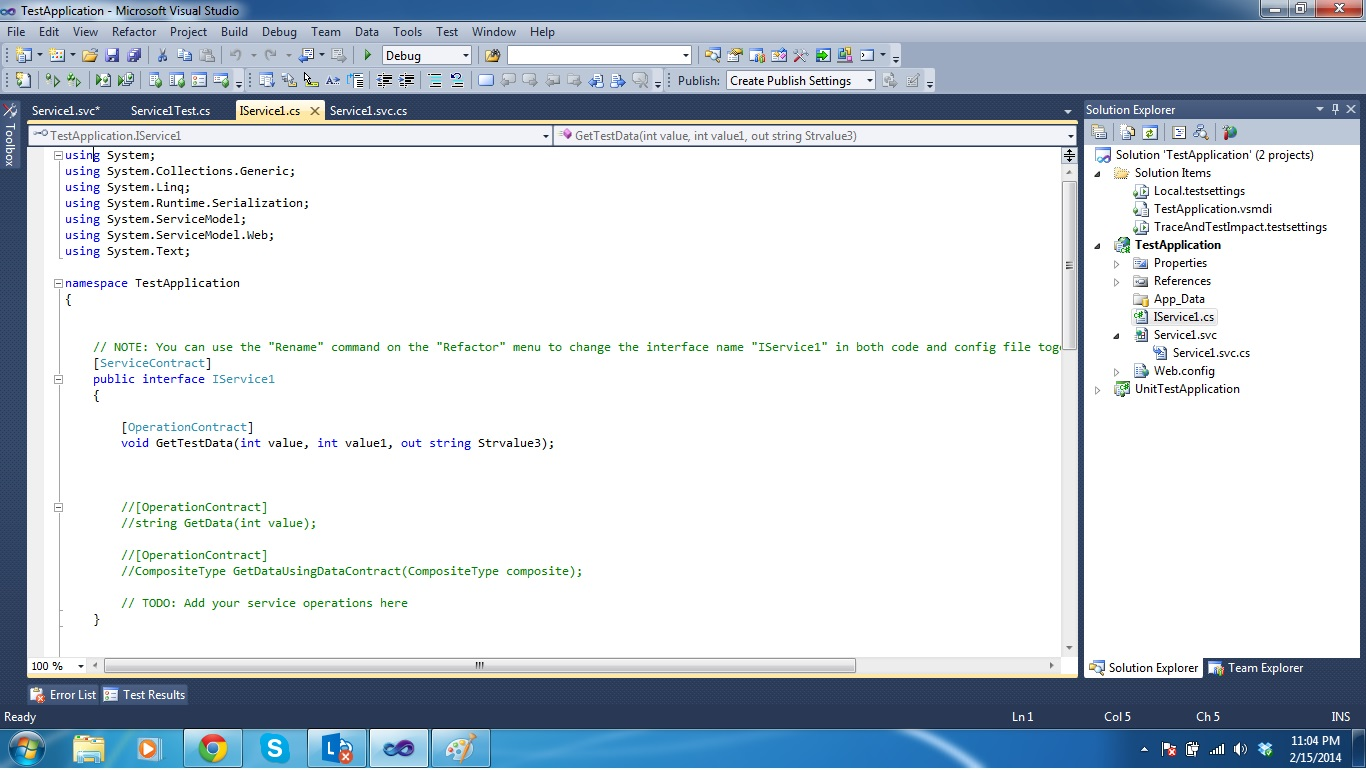 TestApplication - Microsoft Visual Studio
File Edit View Refactor Project Build Debug Team Data Tools Test Window Help
Debug
Publish: Create Publish Settings
Toolbox
Service1.svc* Service1Test.cs IService1.cs Service1.svc.cs
TestApplication.IService1 GetTestData(int value, int value1, out string Strvalue3)
using System;
using System.Collections.Generic;
using System.Linq;
using System.Runtime.Serialization;
using System.ServiceModel;
using System.ServiceModel.Web;
using System.Text;
namespace TestApplication
{
// NOTE: You can use the "Rename" command on the "Refactor" menu to change the interface name "IService1" in both code and config file toge
[ServiceContract]
public interface IService1
{
[OperationContract]
void GetTestData(int value, int value1, out string Strvalue3);
//[OperationContract]
//string GetData(int value);
//[OperationContract]
//CompositeType GetDataUsingDataContract(CompositeType composite);
// TODO: Add your service operations here
}
100 %
Solution Explorer
Solution 'TestApplication' (2 projects)
Solution Items
Local.testsettings
TestApplication.vsmdi
TraceAndTestImpact.testsettings
TestApplication
Properties
References
App_Data
IService1.cs
Service1.svc
Service1.svc.cs
Web.config
UnitTestApplication
Solution Explorer Team Explorer
Error List Test Results
Ready Ln 1 Col 5 Ch 5 INS
11:04 PM
2/15/2014